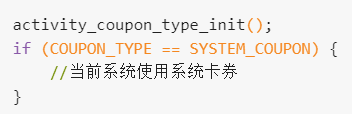 activity_coupon_type_init();
if (COUPON_TYPE == SYSTEM_COUPON) {
    //当前系统使用系统卡券
}